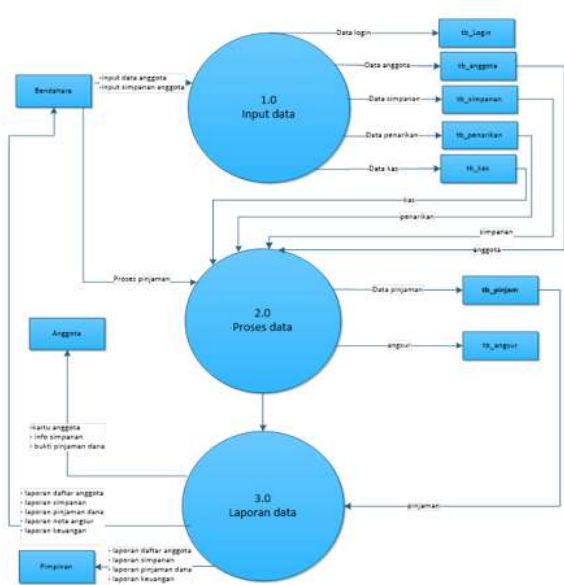 Data login
tb_Login
Bendahara
-input data anggota
-input simpanan anggota
1.0
Input data
Data anggota
tb_anggota
Data simpanan
tb_simpanan
Data penarikan
tb_penarikan
Data kas
tb_kas
kas
penarikan
simpanan
anggota
Proses pinjaman
2.0
Proses data
Data pinjaman
tb_pinjam
angsur
tb_angsur
Anggota
-kartu anggota
- info simpanan
- bukti pinjaman dana
3.0
Laporan data
pinjaman
- laporan daftar anggota
- laporan simpanan
- laporan pinjaman dana
- laporan nota angsur
- laporan keuangan
Pimpinan
- laporan daftar anggota
- laporan simpanan
- laporan pinjaman dana
- laporan keuangan